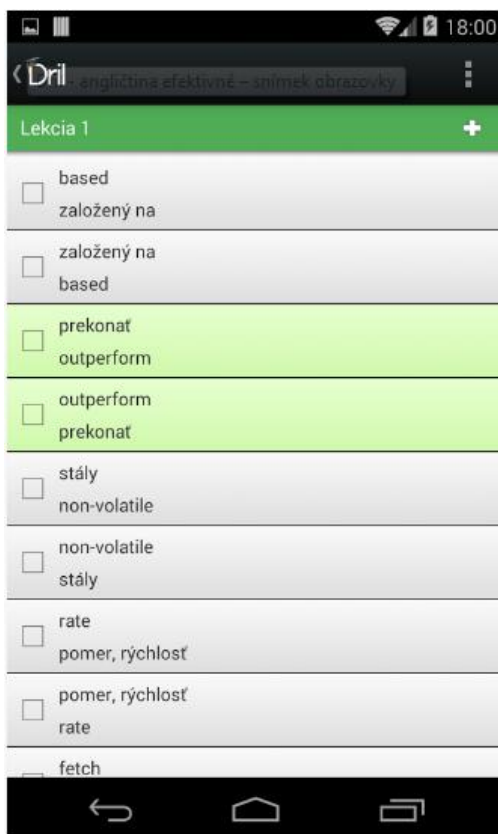 18:00
Dril
- angličtina efektivně – snímek obrazovky
Lekcia 1
based
založený na
založený na
based
prekonať
outperform
outperform
prekonať
stály
non-volatile
non-volatile
stály
rate
pomer, rýchlosť
pomer, rýchlosť
rate
fetch